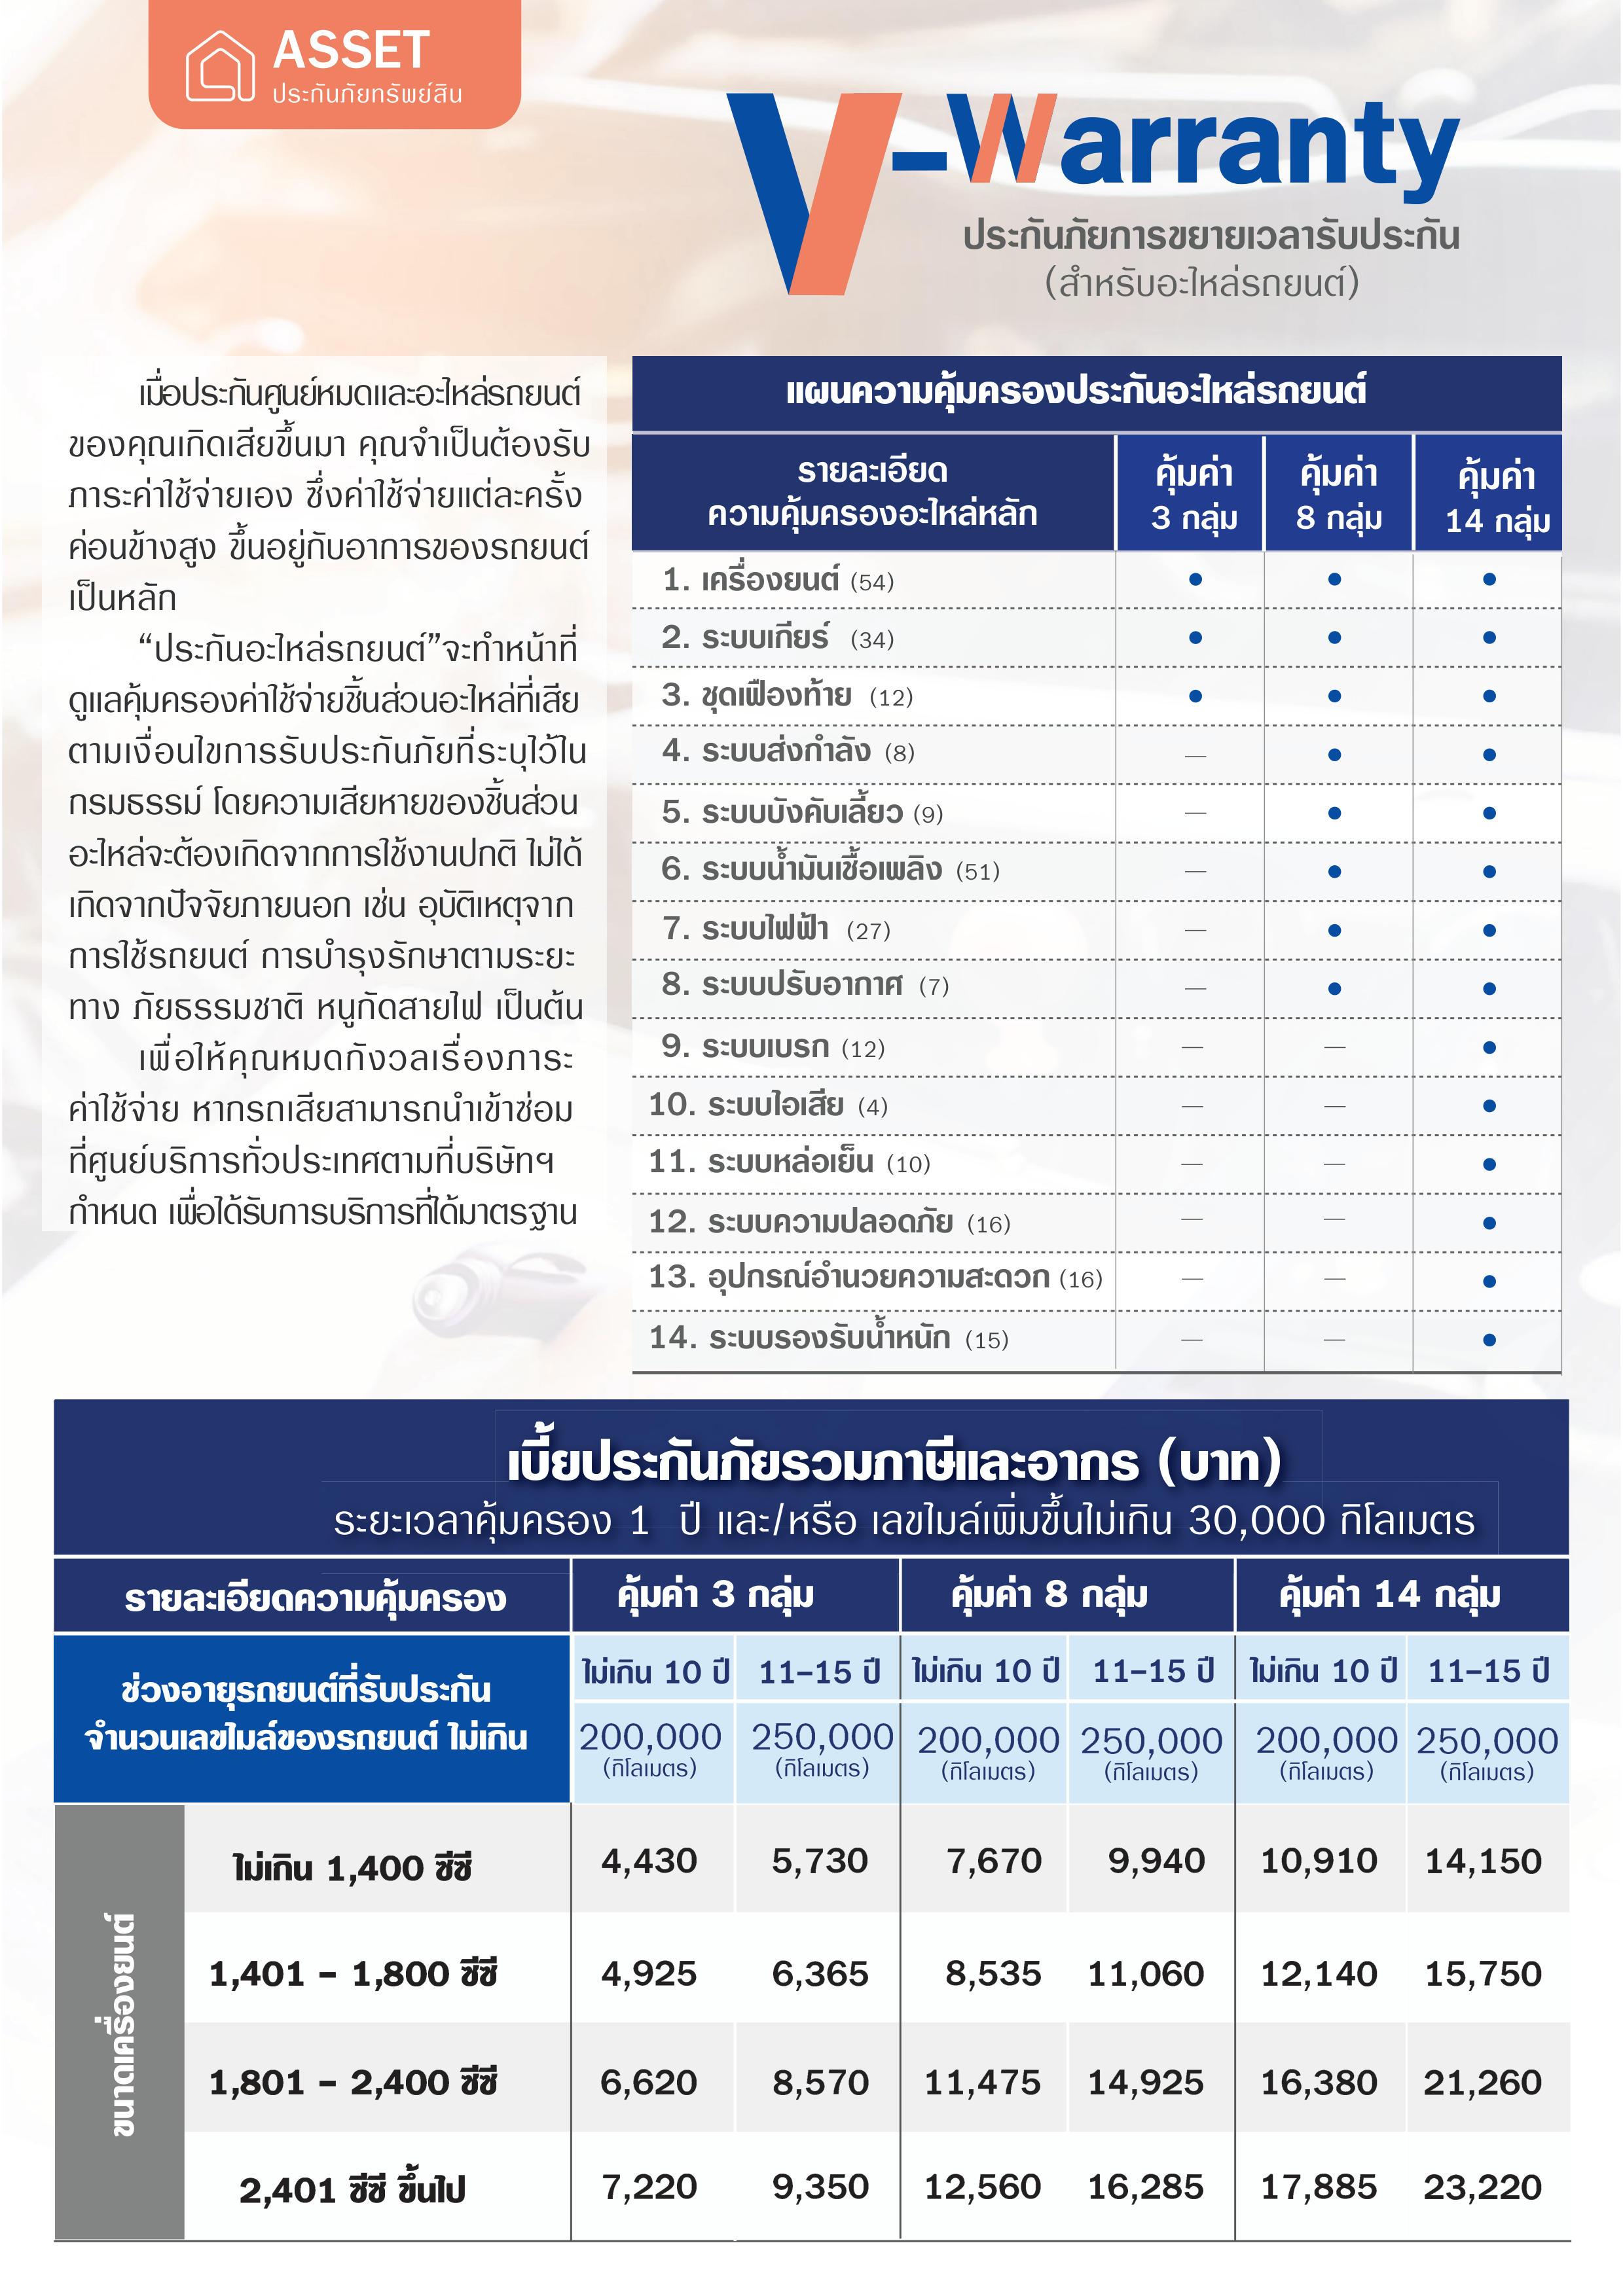 ASSET
ประกันภัยทรัพย์สิน
V-Warranty
ประกันภัยการขยายเวลารับประกัน
(สำหรับอะไหล่รถยนต์)
เมื่อประกันศูนย์หมดและอะไหล่รถยนต์
ของคุณเกิดเสียขึ้นมา คุณจำเป็นต้องรับ
ภาระค่าใช้จ่ายเอง ซึ่งค่าใช้จ่ายแต่ละครั้ง
ค่อนข้างสูง ขึ้นอยู่กับอาการของรถยนต์
เป็นหลัก
“ประกันอะไหล่รถยนต์”จะทำหน้าที่
ดูแลคุ้มครองค่าใช้จ่ายชิ้นส่วนอะไหล่ที่เสีย
ตามเงื่อนไขการรับประกันภัยที่ระบุไว้ใน
กรมธรรม์ โดยความเสียหายของชิ้นส่วน
อะไหล่จะต้องเกิดจากการใช้งานปกติ ไม่ได้
เกิดจากปัจจัยภายนอก เช่น อุบัติเหตุจาก
การใช้รถยนต์ การบำรุงรักษาตามระยะ
ทาง ภัยธรรมชาติ หนูกัดสายไฟ เป็นต้น
เพื่อให้คุณหมดกังวลเรื่องภาระ
ค่าใช้จ่าย หากรถเสียสามารถนำเข้าซ่อม
ที่ศูนย์บริการทั่วประเทศตามที่บริษัทฯ
กำหนด เพื่อได้รับการบริการที่ได้มาตรฐาน
แผนความคุ้มครองประกันอะไหล่รถยนต์
รายละเอียด
ความคุ้มครองอะไหล่หลัก
คุ้มค่า
3 กลุ่ม
คุ้มค่า
8 กลุ่ม
คุ้มค่า
14 กลุ่ม
1. เครื่องยนต์ (54) • • •
2. ระบบเกียร์ (34) • • •
3. ชุดเฟืองท้าย (12) • • •
4. ระบบส่งกำลัง (8) — • •
5. ระบบบังคับเลี้ยว (9) — • •
6. ระบบน้ำมันเชื้อเพลิง (51) — • •
7. ระบบไฟฟ้า (27) — • •
8. ระบบปรับอากาศ (7) — • •
9. ระบบเบรก (12) — — •
10. ระบบไอเสีย (4) — — •
11. ระบบหล่อเย็น (10) — — •
12. ระบบความปลอดภัย (16) — — •
13. อุปกรณ์อำนวยความสะดวก (16) — — •
14. ระบบรองรับน้ำหนัก (15) — — •
เบี้ยประกันภัยรวมภาษีและอากร (บาท)
ระยะเวลาคุ้มครอง 1 ปี และ/หรือ เลขไมล์เพิ่มขึ้นไม่เกิน 30,000 กิโลเมตร
รายละเอียดความคุ้มครอง คุ้มค่า 3 กลุ่ม คุ้มค่า 8 กลุ่ม คุ้มค่า 14 กลุ่ม
ช่วงอายุรถยนต์ที่รับประกัน ไม่เกิน 10 ปี 11-15 ปี ไม่เกิน 10 ปี 11-15 ปี ไม่เกิน 10 ปี 11-15 ปี
จำนวนเลขไมล์ของรถยนต์ ไม่เกิน 200,000 250,000 200,000 250,000 200,000 250,000
(กิโลเมตร) (กิโลเมตร) (กิโลเมตร) (กิโลเมตร) (กิโลเมตร) (กิโลเมตร)
ขนาดเครื่องยนต์
ไม่เกิน 1,400 ซีซี 4,430 5,730 7,670 9,940 10,910 14,150
1,401 - 1,800 ซีซี 4,925 6,365 8,535 11,060 12,140 15,750
1,801 - 2,400 ซีซี 6,620 8,570 11,475 14,925 16,380 21,260
2,401 ซีซี ขึ้นไป 7,220 9,350 12,560 16,285 17,885 23,220